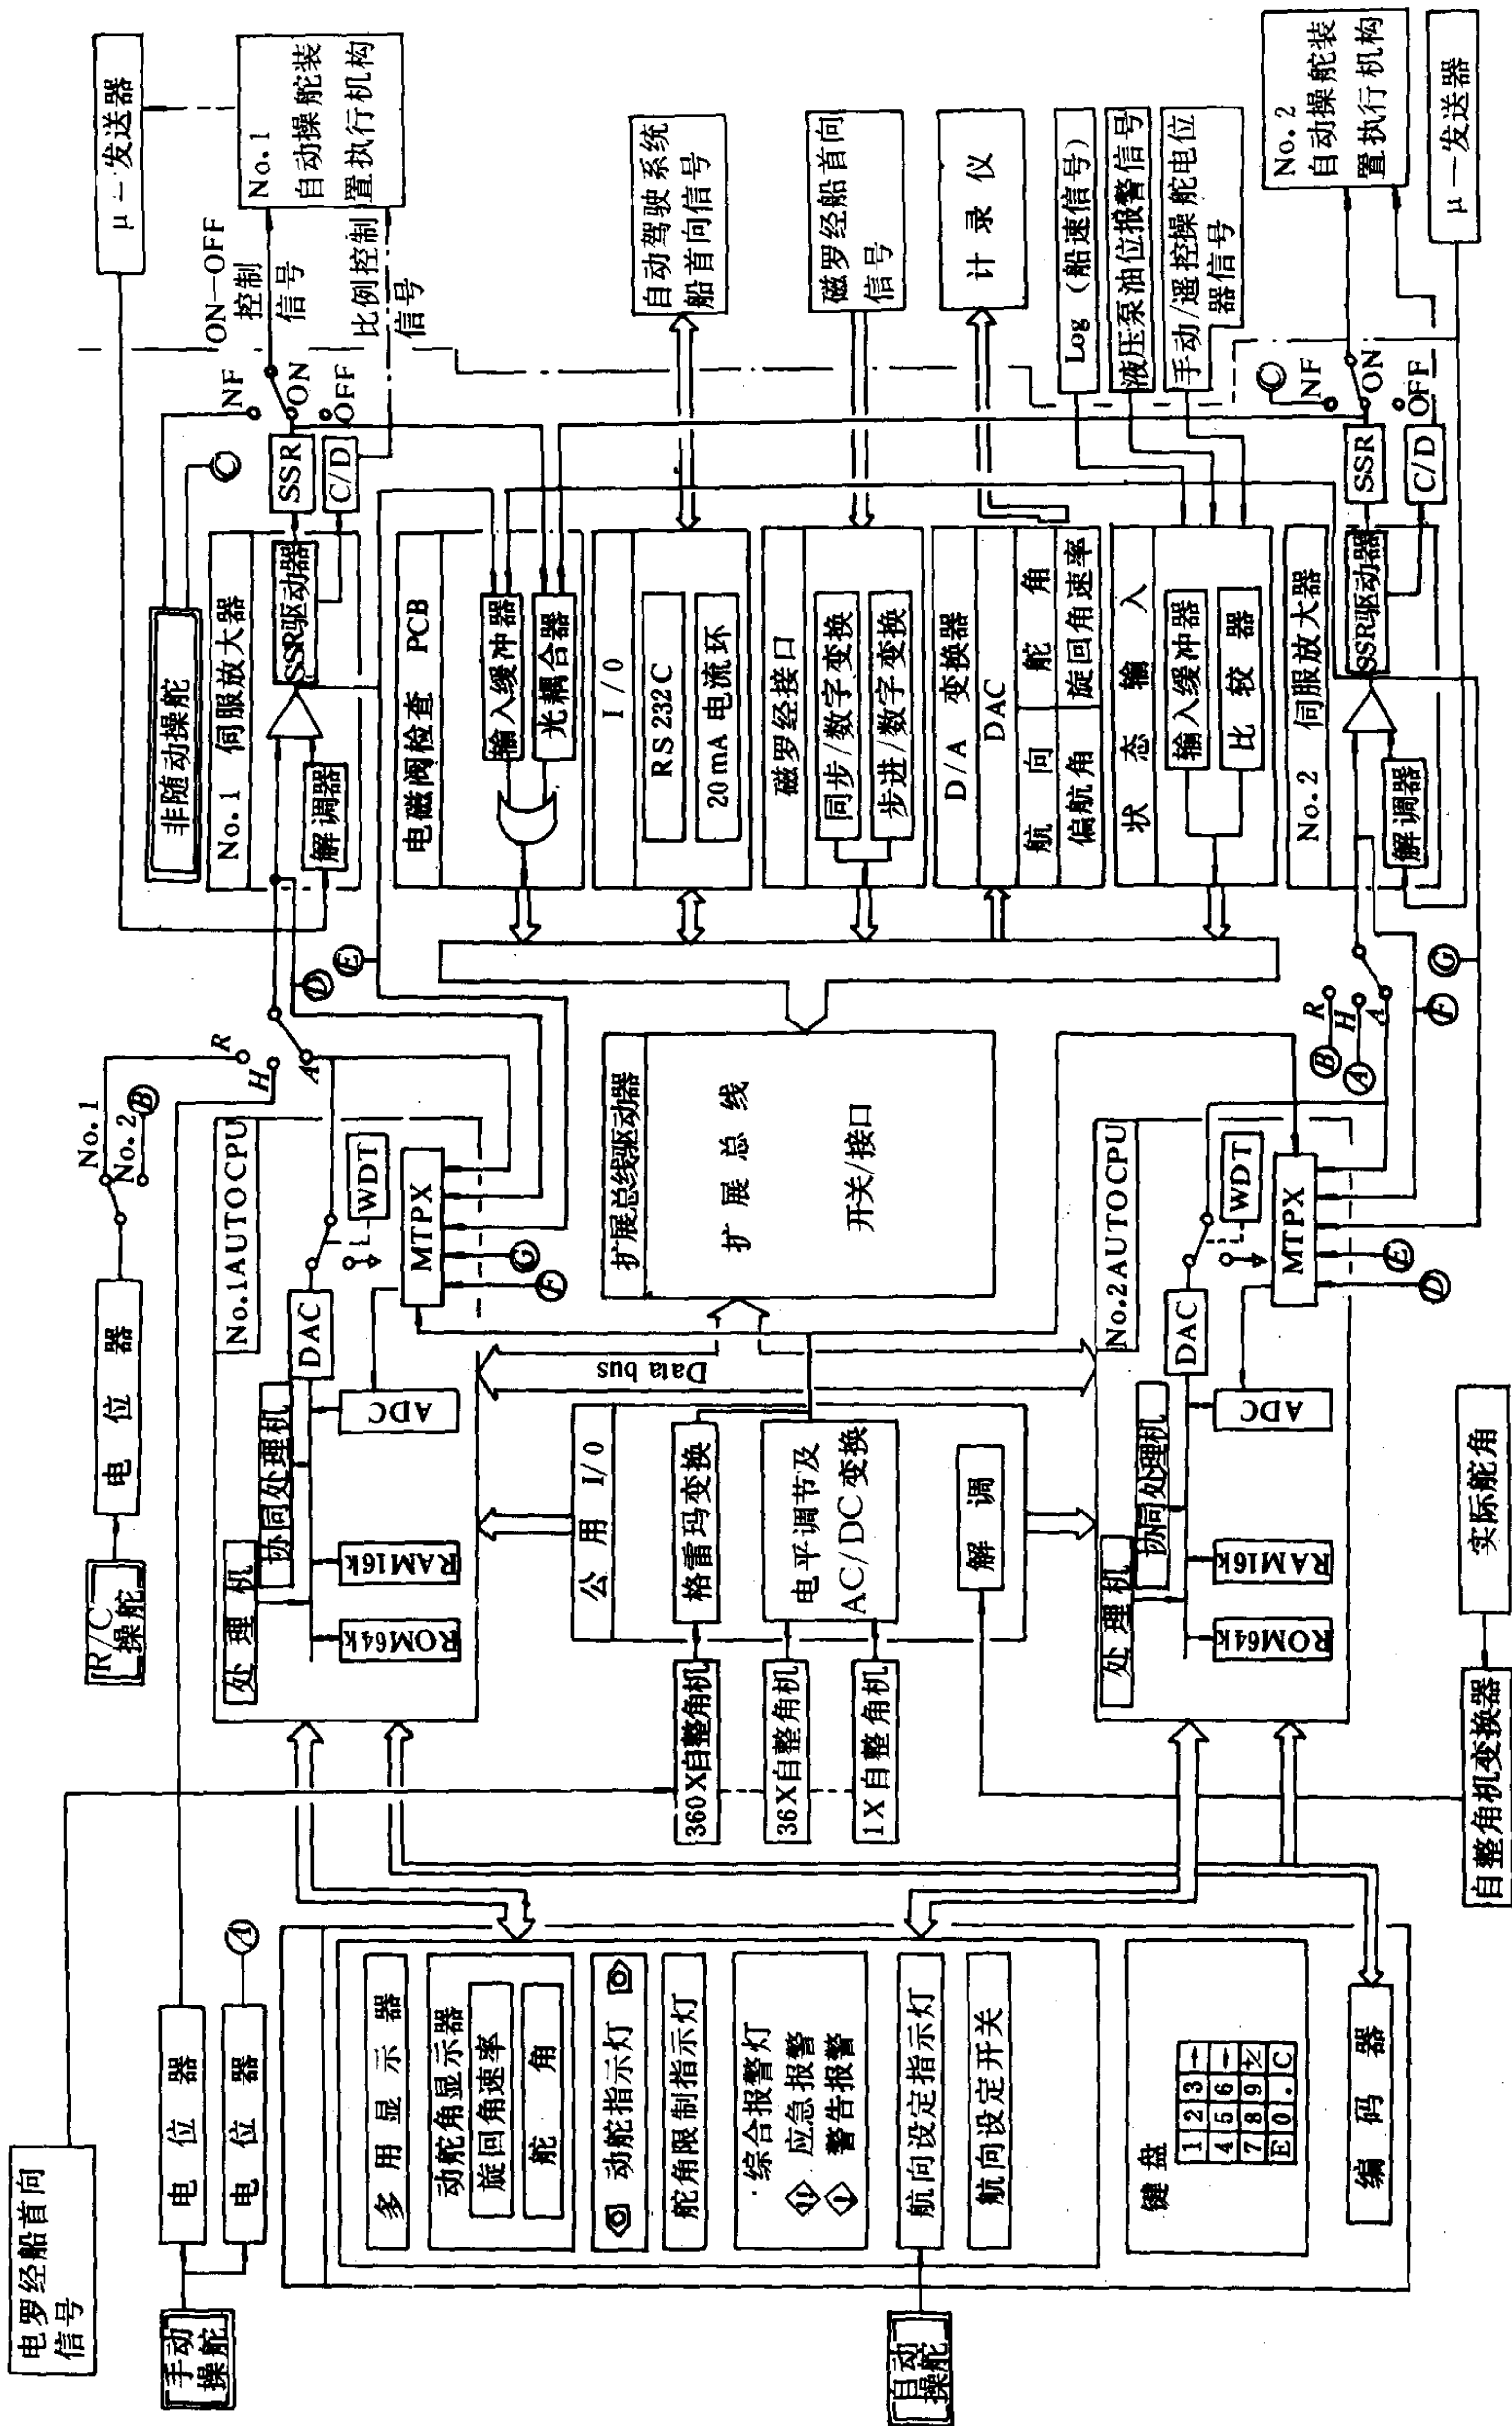 电罗经船首向
信号
手动
操舵
电位器
电位器
A
R/C
操舵
电位器
No.1
No.2
B
R
H
A
D
E
非随动操舵
No.1 伺服放大器
解调器
SSR驱动器
SSR
C/D
C
NF
ON
OFF
ON—OFF
控制
信号
比例控制
信号
μ—发送器
No.1
自动操舵装
置执行机构
多用显示器
动舵角显示器
旋回角速率
舵角
动舵指示灯
舵角限制指示灯
综合报警灯
应急报警
警告报警
航向设定指示灯
航向设定开关
自动
操舵
键盘
1 2 3 →
4 5 6 ←
7 8 9
E 0 . C
编码器
No.1AUTOCPU
处理机
协同处理机
ROM64k
RAM16k
ADC
DAC
WDT
MTPX
G
F
360X自整角机
36X自整角机
1X自整角机
公用 I/0
格雷玛变换
电平调节及
AC/DC变换
解调
Data bus
扩展总线驱动器
扩展总线
开关/接口
电磁阀检查 PCB
输入缓冲器
光耦合器
I/0
RS232C
20mA电流环
磁罗经接口
同步/数字变换
步进/数字变换
D/A 变换器
DAC
航向
舵角
偏航角
旋回角速率
状态输入
输入缓冲器
比较器
自动驾驶系统
船首向信号
磁罗经船首向
信号
计录仪
Log(船速信号)
液压泵油位报警信号
手动/遥控操舵电位
器信号
No.2AUTOCPU
处理机
协同处理机
ROM64k
RAM16k
ADC
DAC
WDT
MTPX
E
D
B
R
A
H
A
F
G
No.2 伺服放大器
解调器
SSR驱动器
SSR
C/D
C
NF
ON
OFF
No.2
自动操舵装
置执行机构
μ—发送器
自整角机变换器
实际舵角